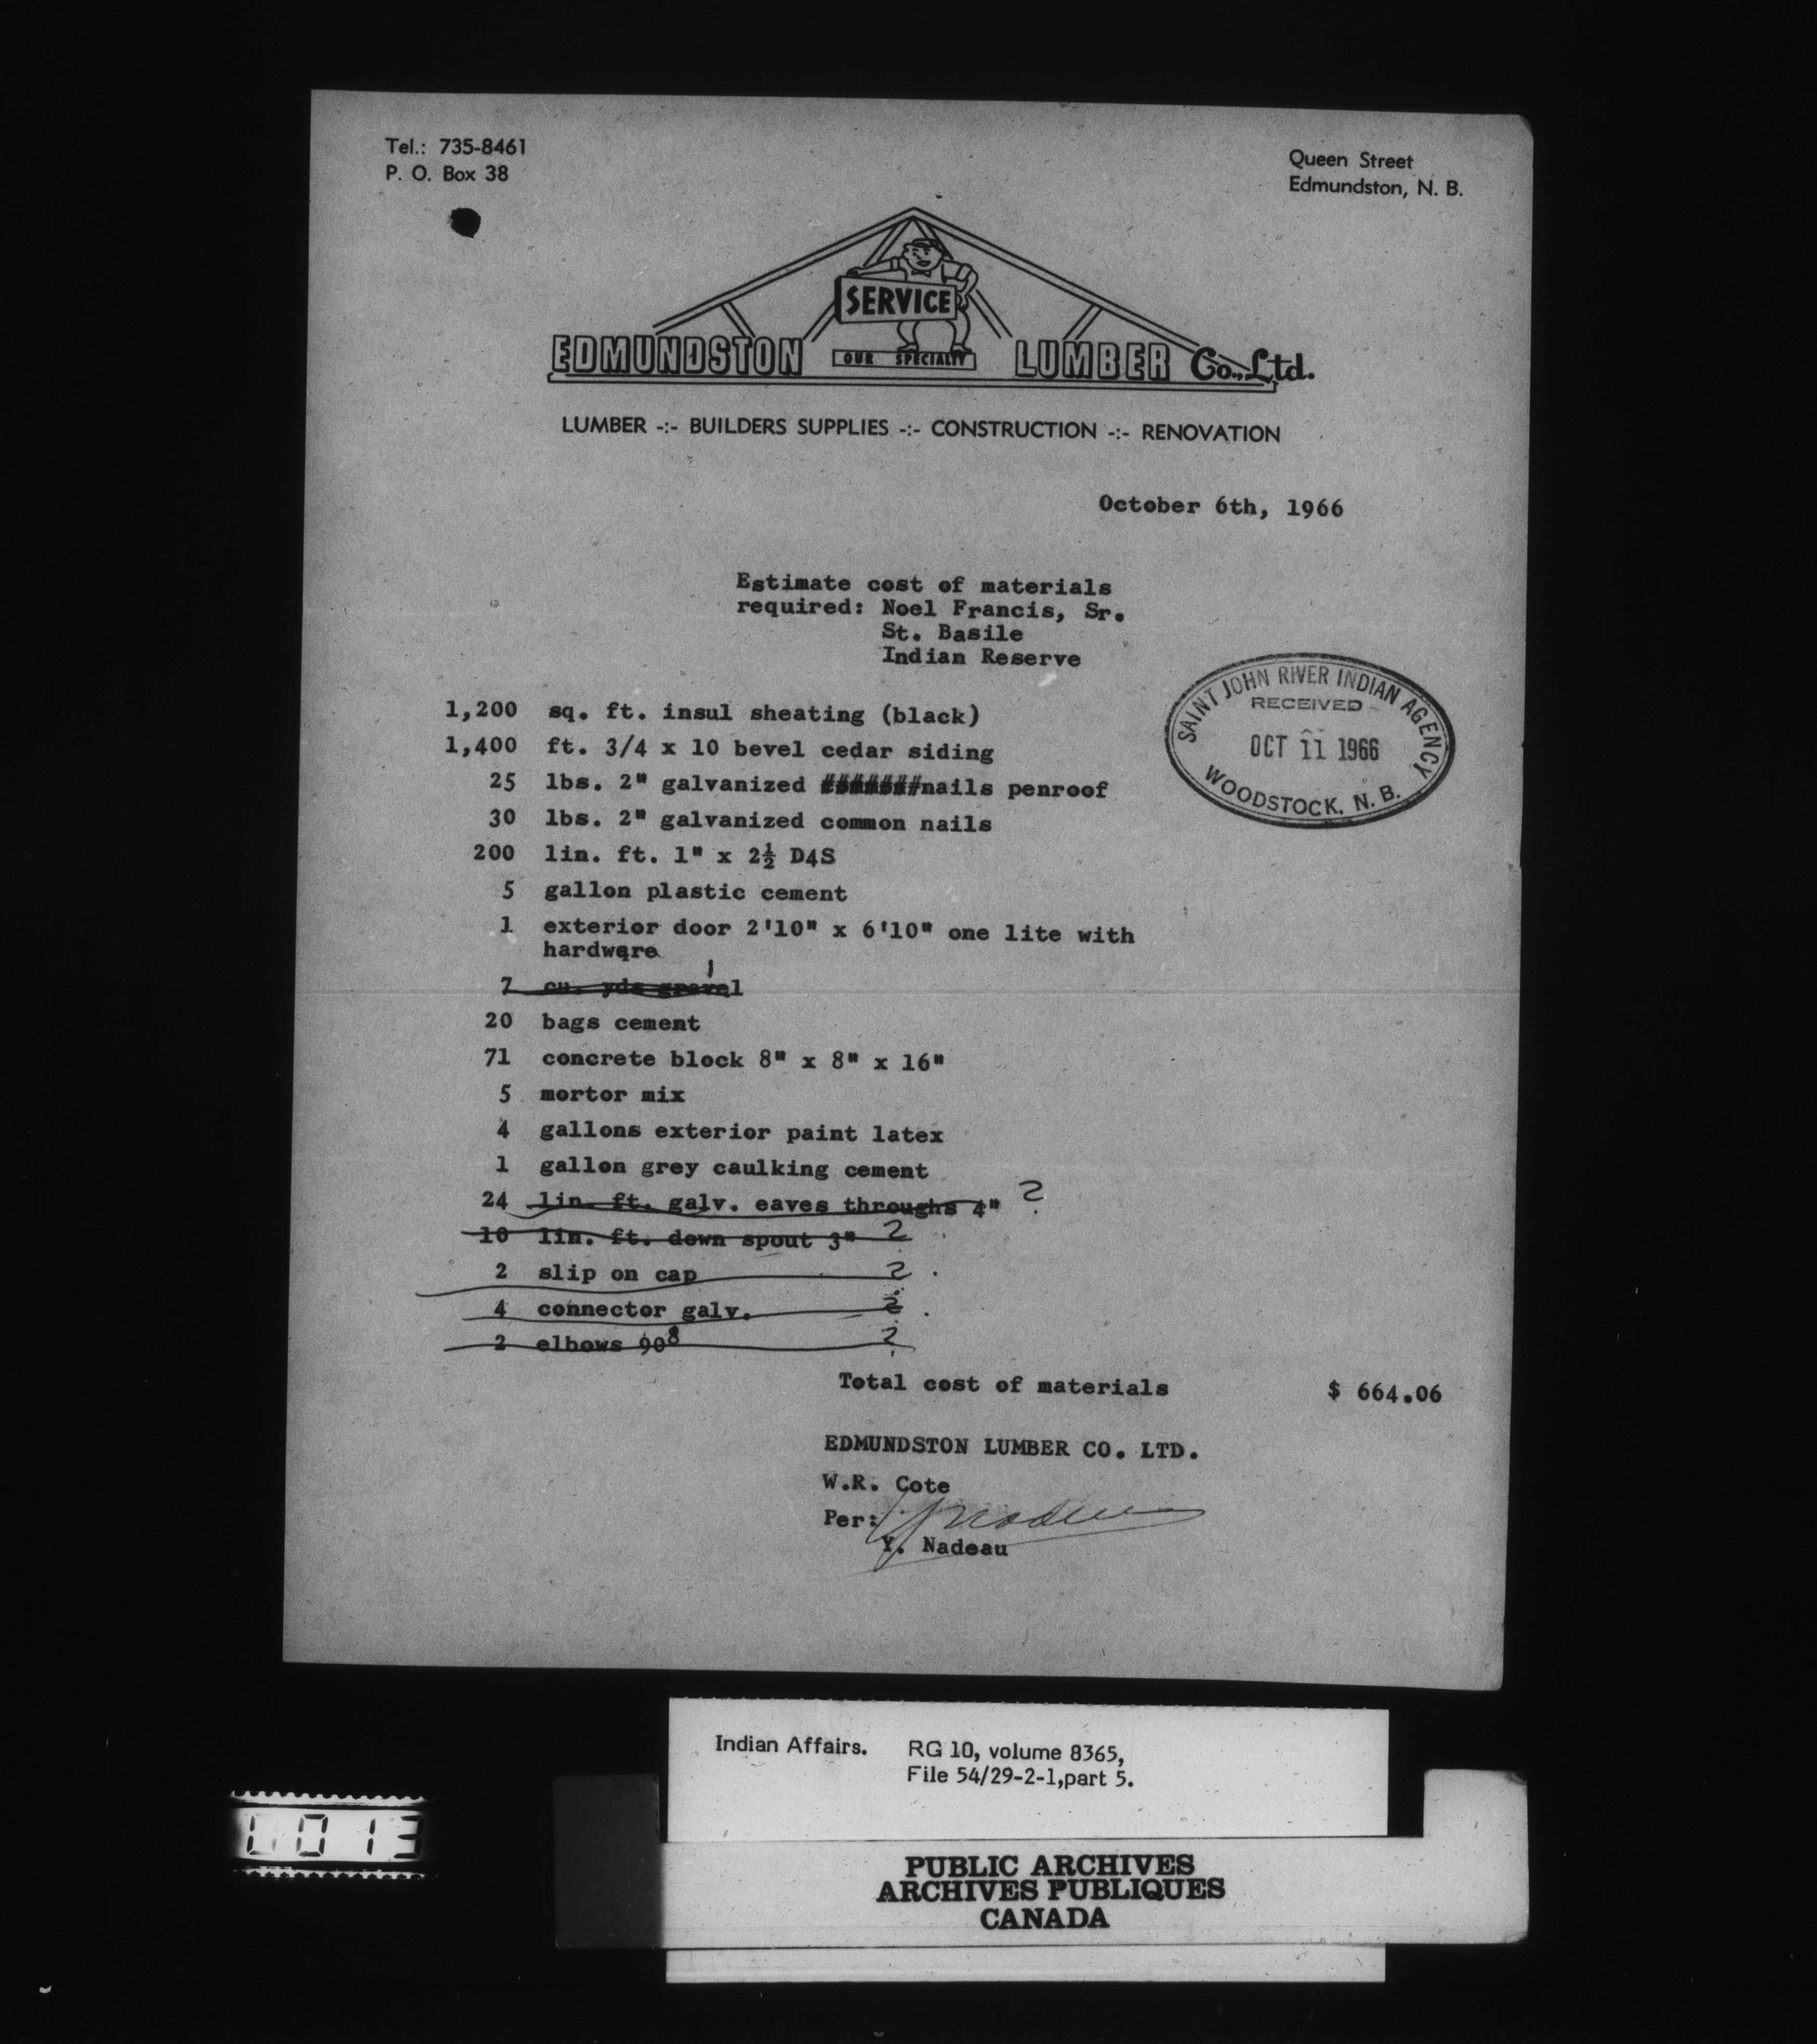 Tel.: 735-8461
P. O. Box 38
Queen Street
Edmundston, N. B.
SERVICE
OUR SPECIALTY
EDMUNDSTON LUMBER Co., Ltd.
LUMBER -:- BUILDERS SUPPLIES -:- CONSTRUCTION -:- RENOVATION
October 6th, 1966
Estimate cost of materials
required: Noel Francis, Sr.
St. Basile
Indian Reserve
SAINT JOHN RIVER INDIAN AGENCY
RECEIVED
OCT 11 1966
WOODSTOCK, N. B.
1,200 sq. ft. insul sheating (black)
1,400 ft. 3/4 x 10 bevel cedar siding
25 lbs. 2" galvanized #######nails penroof
30 lbs. 2" galvanized common nails
200 lin. ft. 1" x 2½ D4S
5 gallon plastic cement
1 exterior door 2'10" x 6'10" one lite with
hardware
7 cu. yds gravel
20 bags cement
71 concrete block 8" x 8" x 16"
5 mortor mix
4 gallons exterior paint latex
1 gallon grey caulking cement
24 lin. ft. galv. eaves throughs 4" ?
10 lin. ft. down spout 3" ?
2 slip on cap ?
4 connector galv. ?
2 elbows 90° ?
Total cost of materials $ 664.06
EDMUNDSTON LUMBER CO. LTD.
W.R. Cote
Per: Y Nadeau
Y. Nadeau
Indian Affairs. RG 10, volume 8365,
File 54/29-2-1,part 5.
PUBLIC ARCHIVES
ARCHIVES PUBLIQUES
CANADA